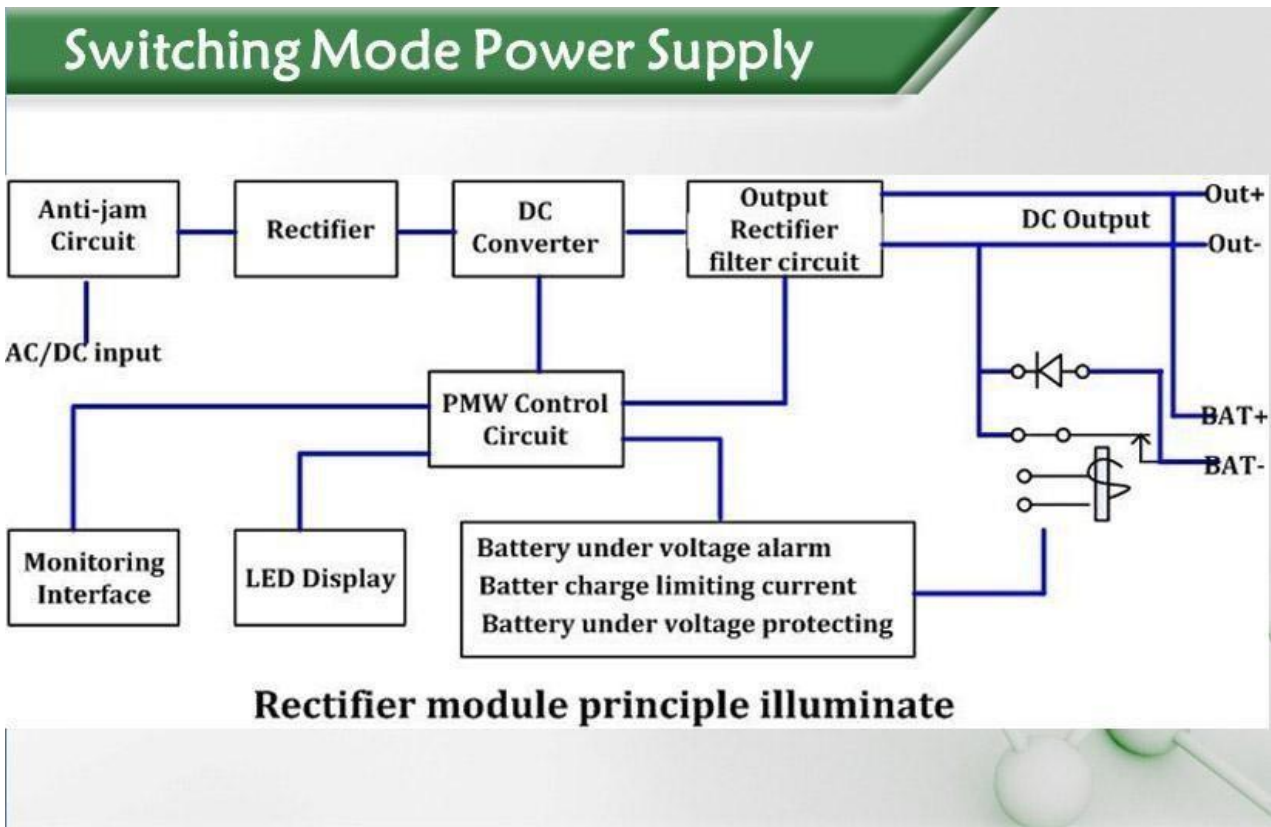 Switching Mode Power Supply
Anti-jam
Circuit
Rectifier
DC
Converter
Output
Rectifier
filter circuit
Out+
DC Output
Out-
AC/DC input
PMW Control
Circuit
BAT+
BAT-
Monitoring
Interface
LED Display
Battery under voltage alarm
Batter charge limiting current
Battery under voltage protecting
Rectifier module principle illuminate